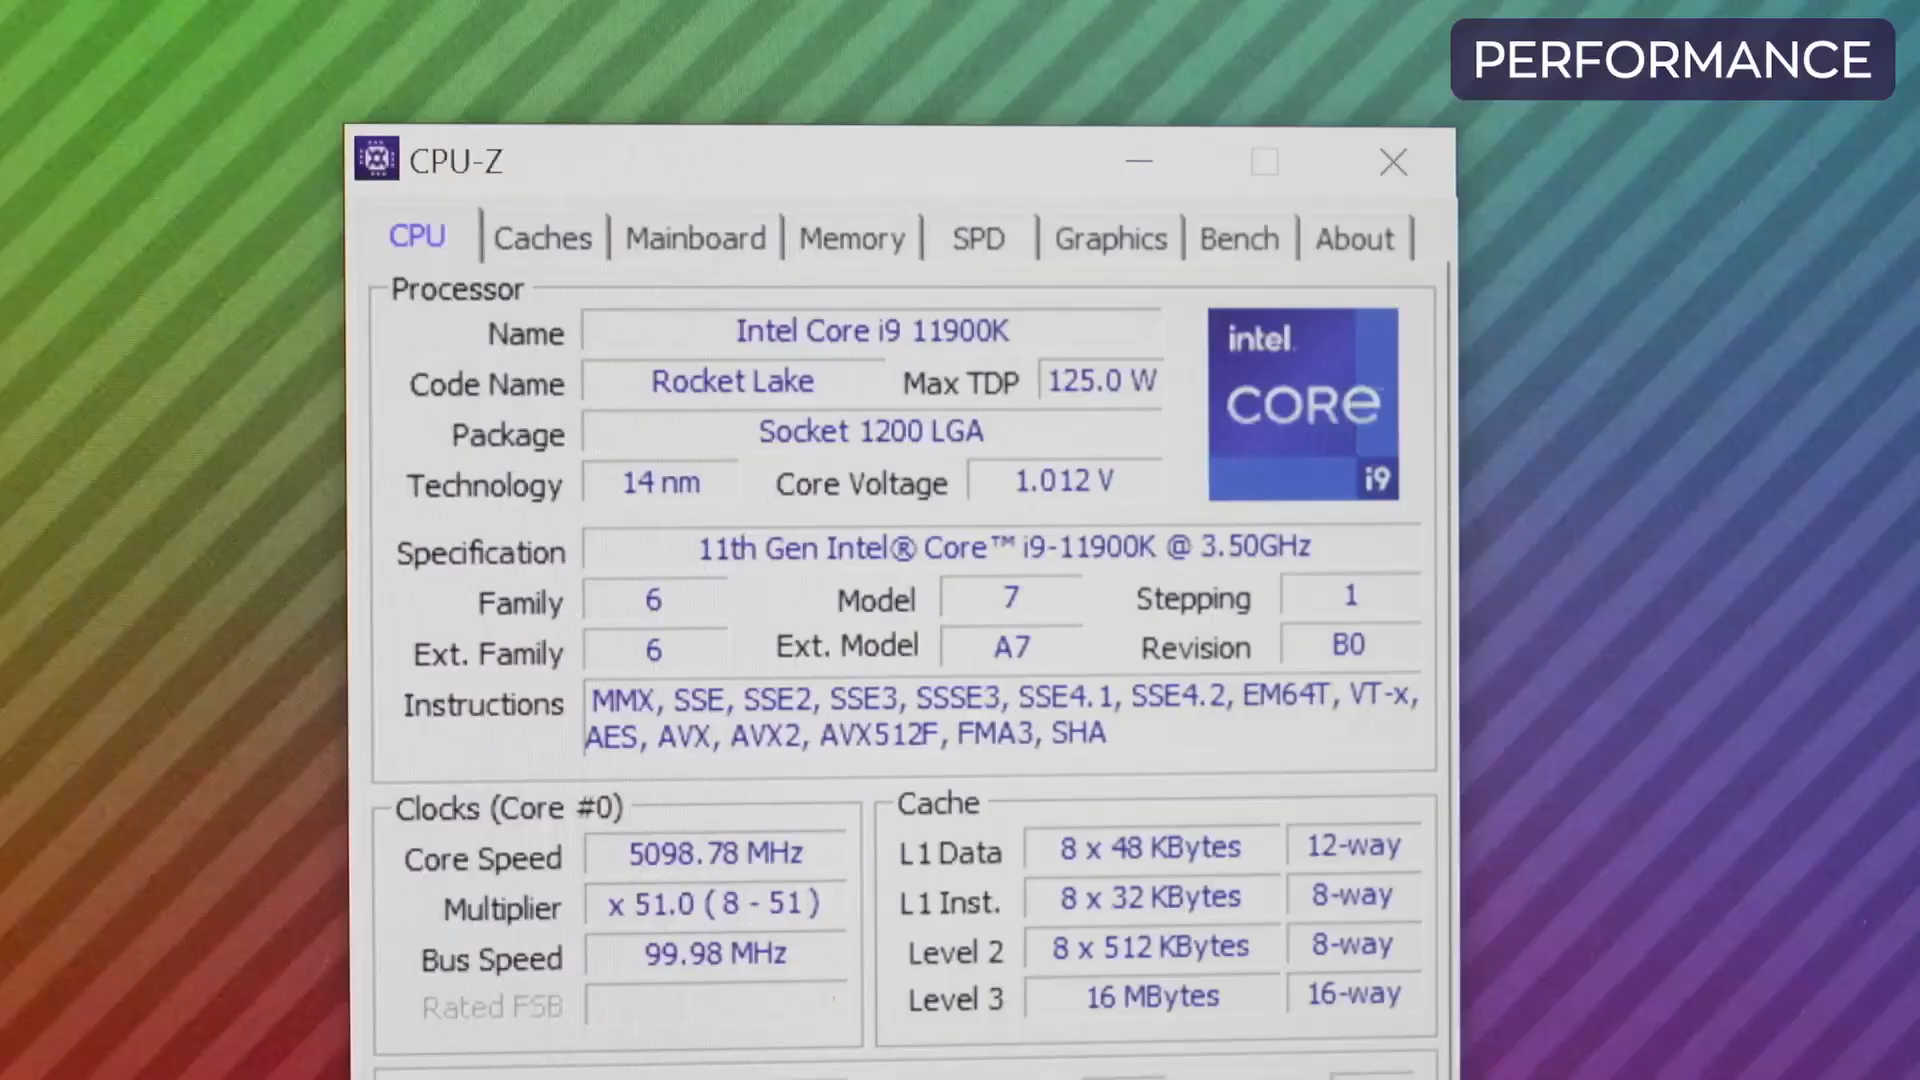 PERFORMANCE
CPU-Z
CPU Caches Mainboard Memory SPD Graphics Bench About
Processor
Name Intel Core i9 11900K
intel.
CORe
i9
Code Name Rocket Lake Max TDP 125.0 W
Package Socket 1200 LGA
Technology 14 nm Core Voltage 1.012 V
Specification 11th Gen Intel® Core™ i9-11900K @ 3.50GHz
Family 6 Model 7 Stepping 1
Ext. Family 6 Ext. Model A7 Revision B0
Instructions MMX, SSE, SSE2, SSE3, SSSE3, SSE4.1, SSE4.2, EM64T, VT-x,
AES, AVX, AVX2, AVX512F, FMA3, SHA
Clocks (Core #0)
Core Speed 5098.78 MHz
Multiplier x 51.0 ( 8 - 51 )
Bus Speed 99.98 MHz
Rated FSB
Cache
L1 Data 8 x 48 KBytes 12-way
L1 Inst. 8 x 32 KBytes 8-way
Level 2 8 x 512 KBytes 8-way
Level 3 16 MBytes 16-way